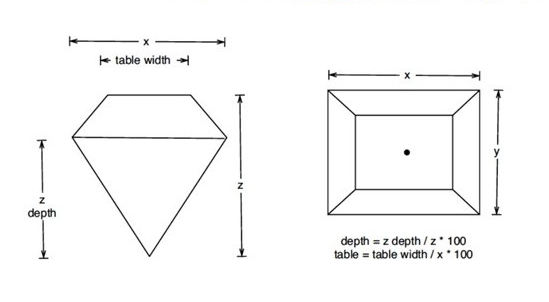 x
table width
z
depth
z
x
y
depth = z depth / z * 100
table = table width / x * 100